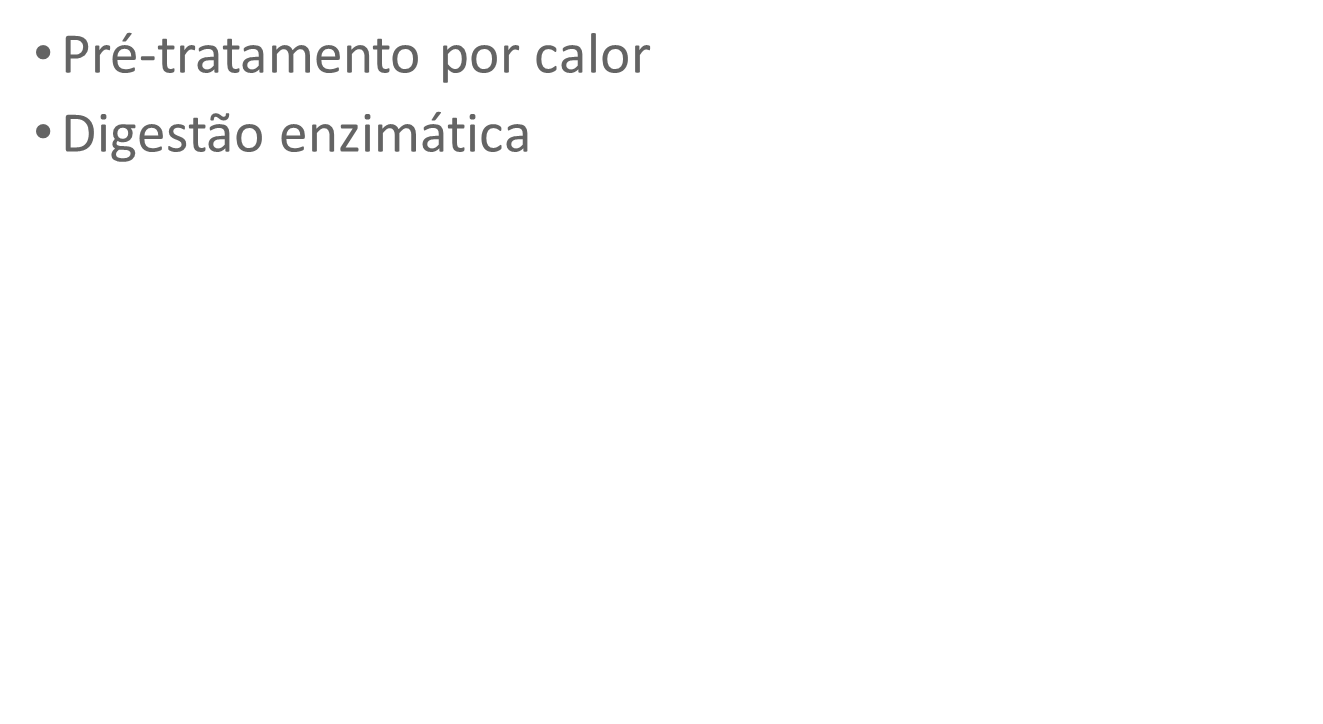 • Pré-tratamento por calor
• Digestão enzimática